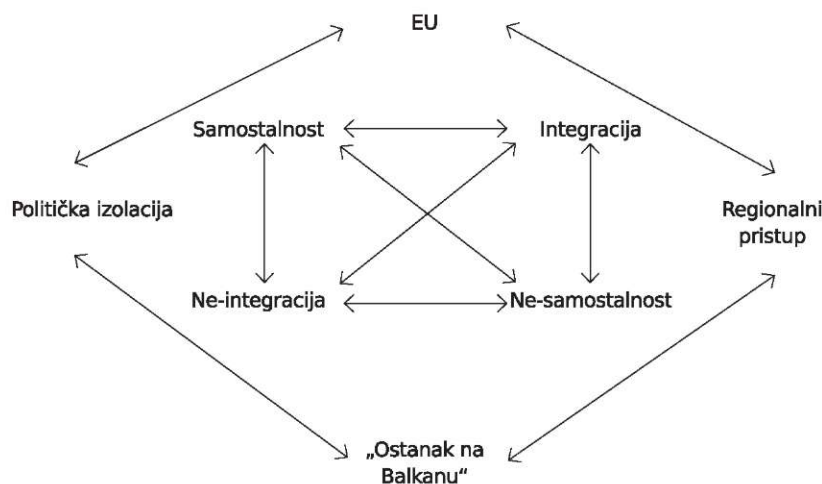 EU
Samostalnost
Integracija
Politička izolacija
Regionalni
pristup
Ne-integracija
Ne-samostalnost
„Ostanak na
Balkanu“